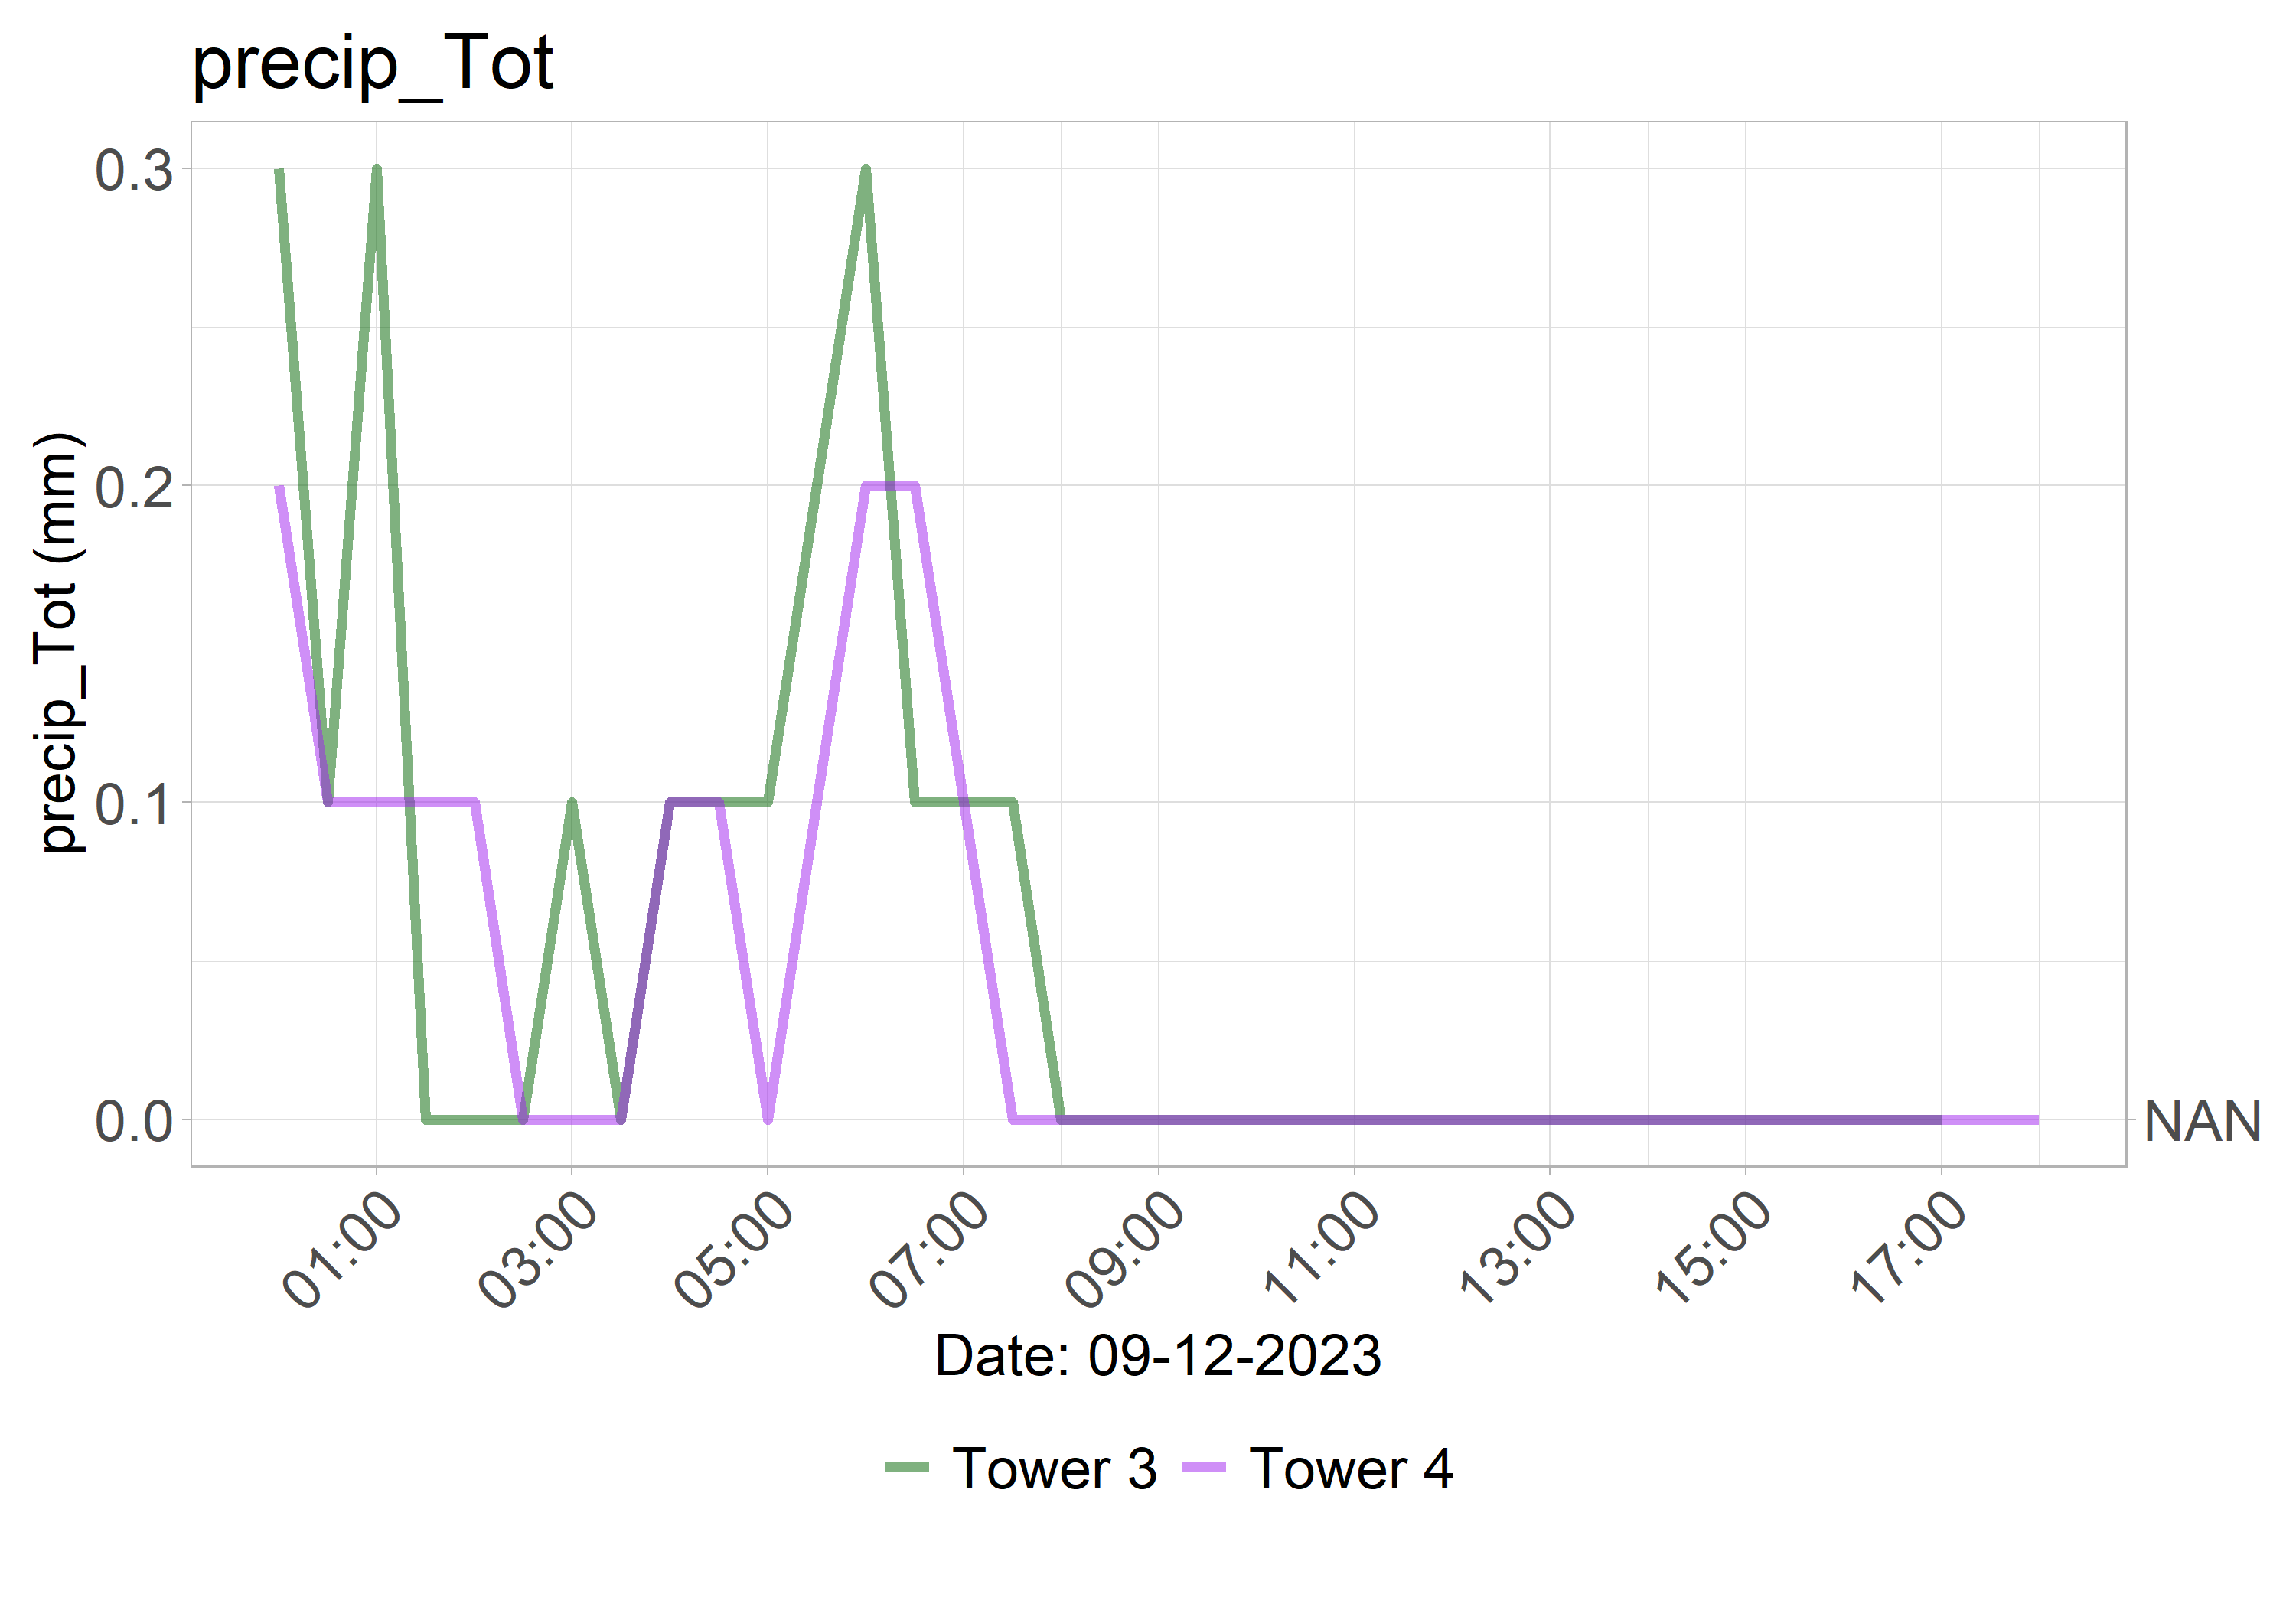 precip_Tot
precip_Tot (mm)
0.3
0.2
0.1
0.0
NAN
01:00 03:00 05:00 07:00 09:00 11:00 13:00 15:00 17:00
Date: 09-12-2023
Tower 3 Tower 4